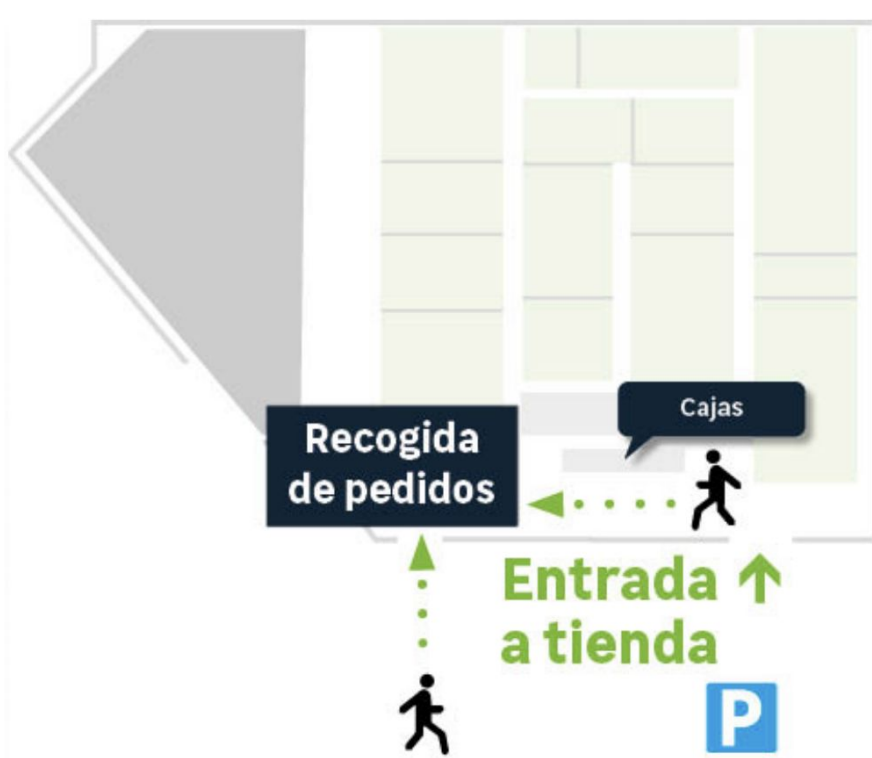 Cajas
Recogida
de pedidos
Entrada
a tienda
P